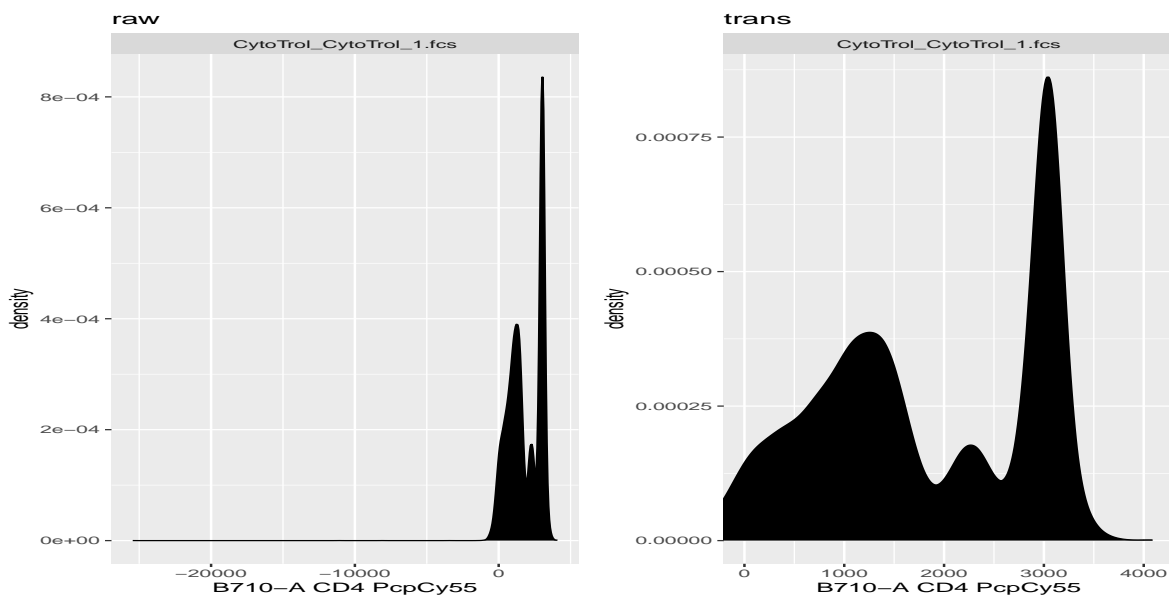 raw
CytoTrol_CytoTrol_1.fcs
8e−04
6e−04
4e−04
2e−04
0e+00
density
−20000 −10000 0
B710−A CD4 PcpCy55
trans
CytoTrol_CytoTrol_1.fcs
0.00075
0.00050
0.00025
0.00000
density
0 1000 2000 3000 4000
B710−A CD4 PcpCy55